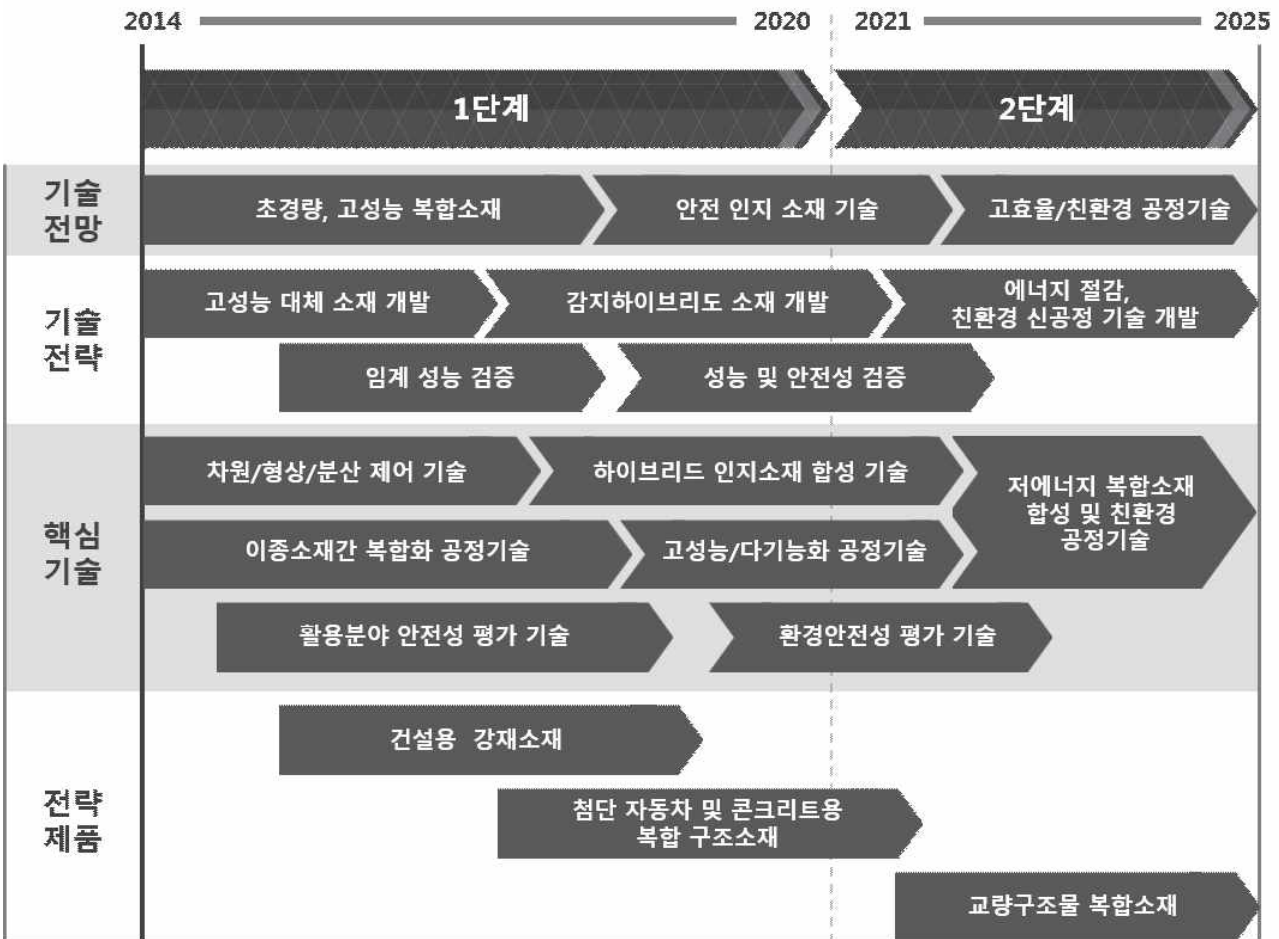 2014
2020
2021
2025
1단계
2단계
기술
전망
초경량, 고성능 복합소재
안전 인지 소재 기술
고효율/친환경 공정기술
기술
전략
고성능 대체 소재 개발
감지하이브리도 소재 개발
에너지 절감,
친환경 신공정 기술 개발
임계 성능 검증
성능 및 안전성 검증
핵심
기술
차원/형상/분산 제어 기술
하이브리드 인지소재 합성 기술
저에너지 복합소재
합성 및 친환경
공정기술
이종소재간 복합화 공정기술
고성능/다기능화 공정기술
활용분야 안전성 평가 기술
환경안전성 평가 기술
전략
제품
건설용 강재소재
첨단 자동차 및 콘크리트용
복합 구조소재
교량구조물 복합소재